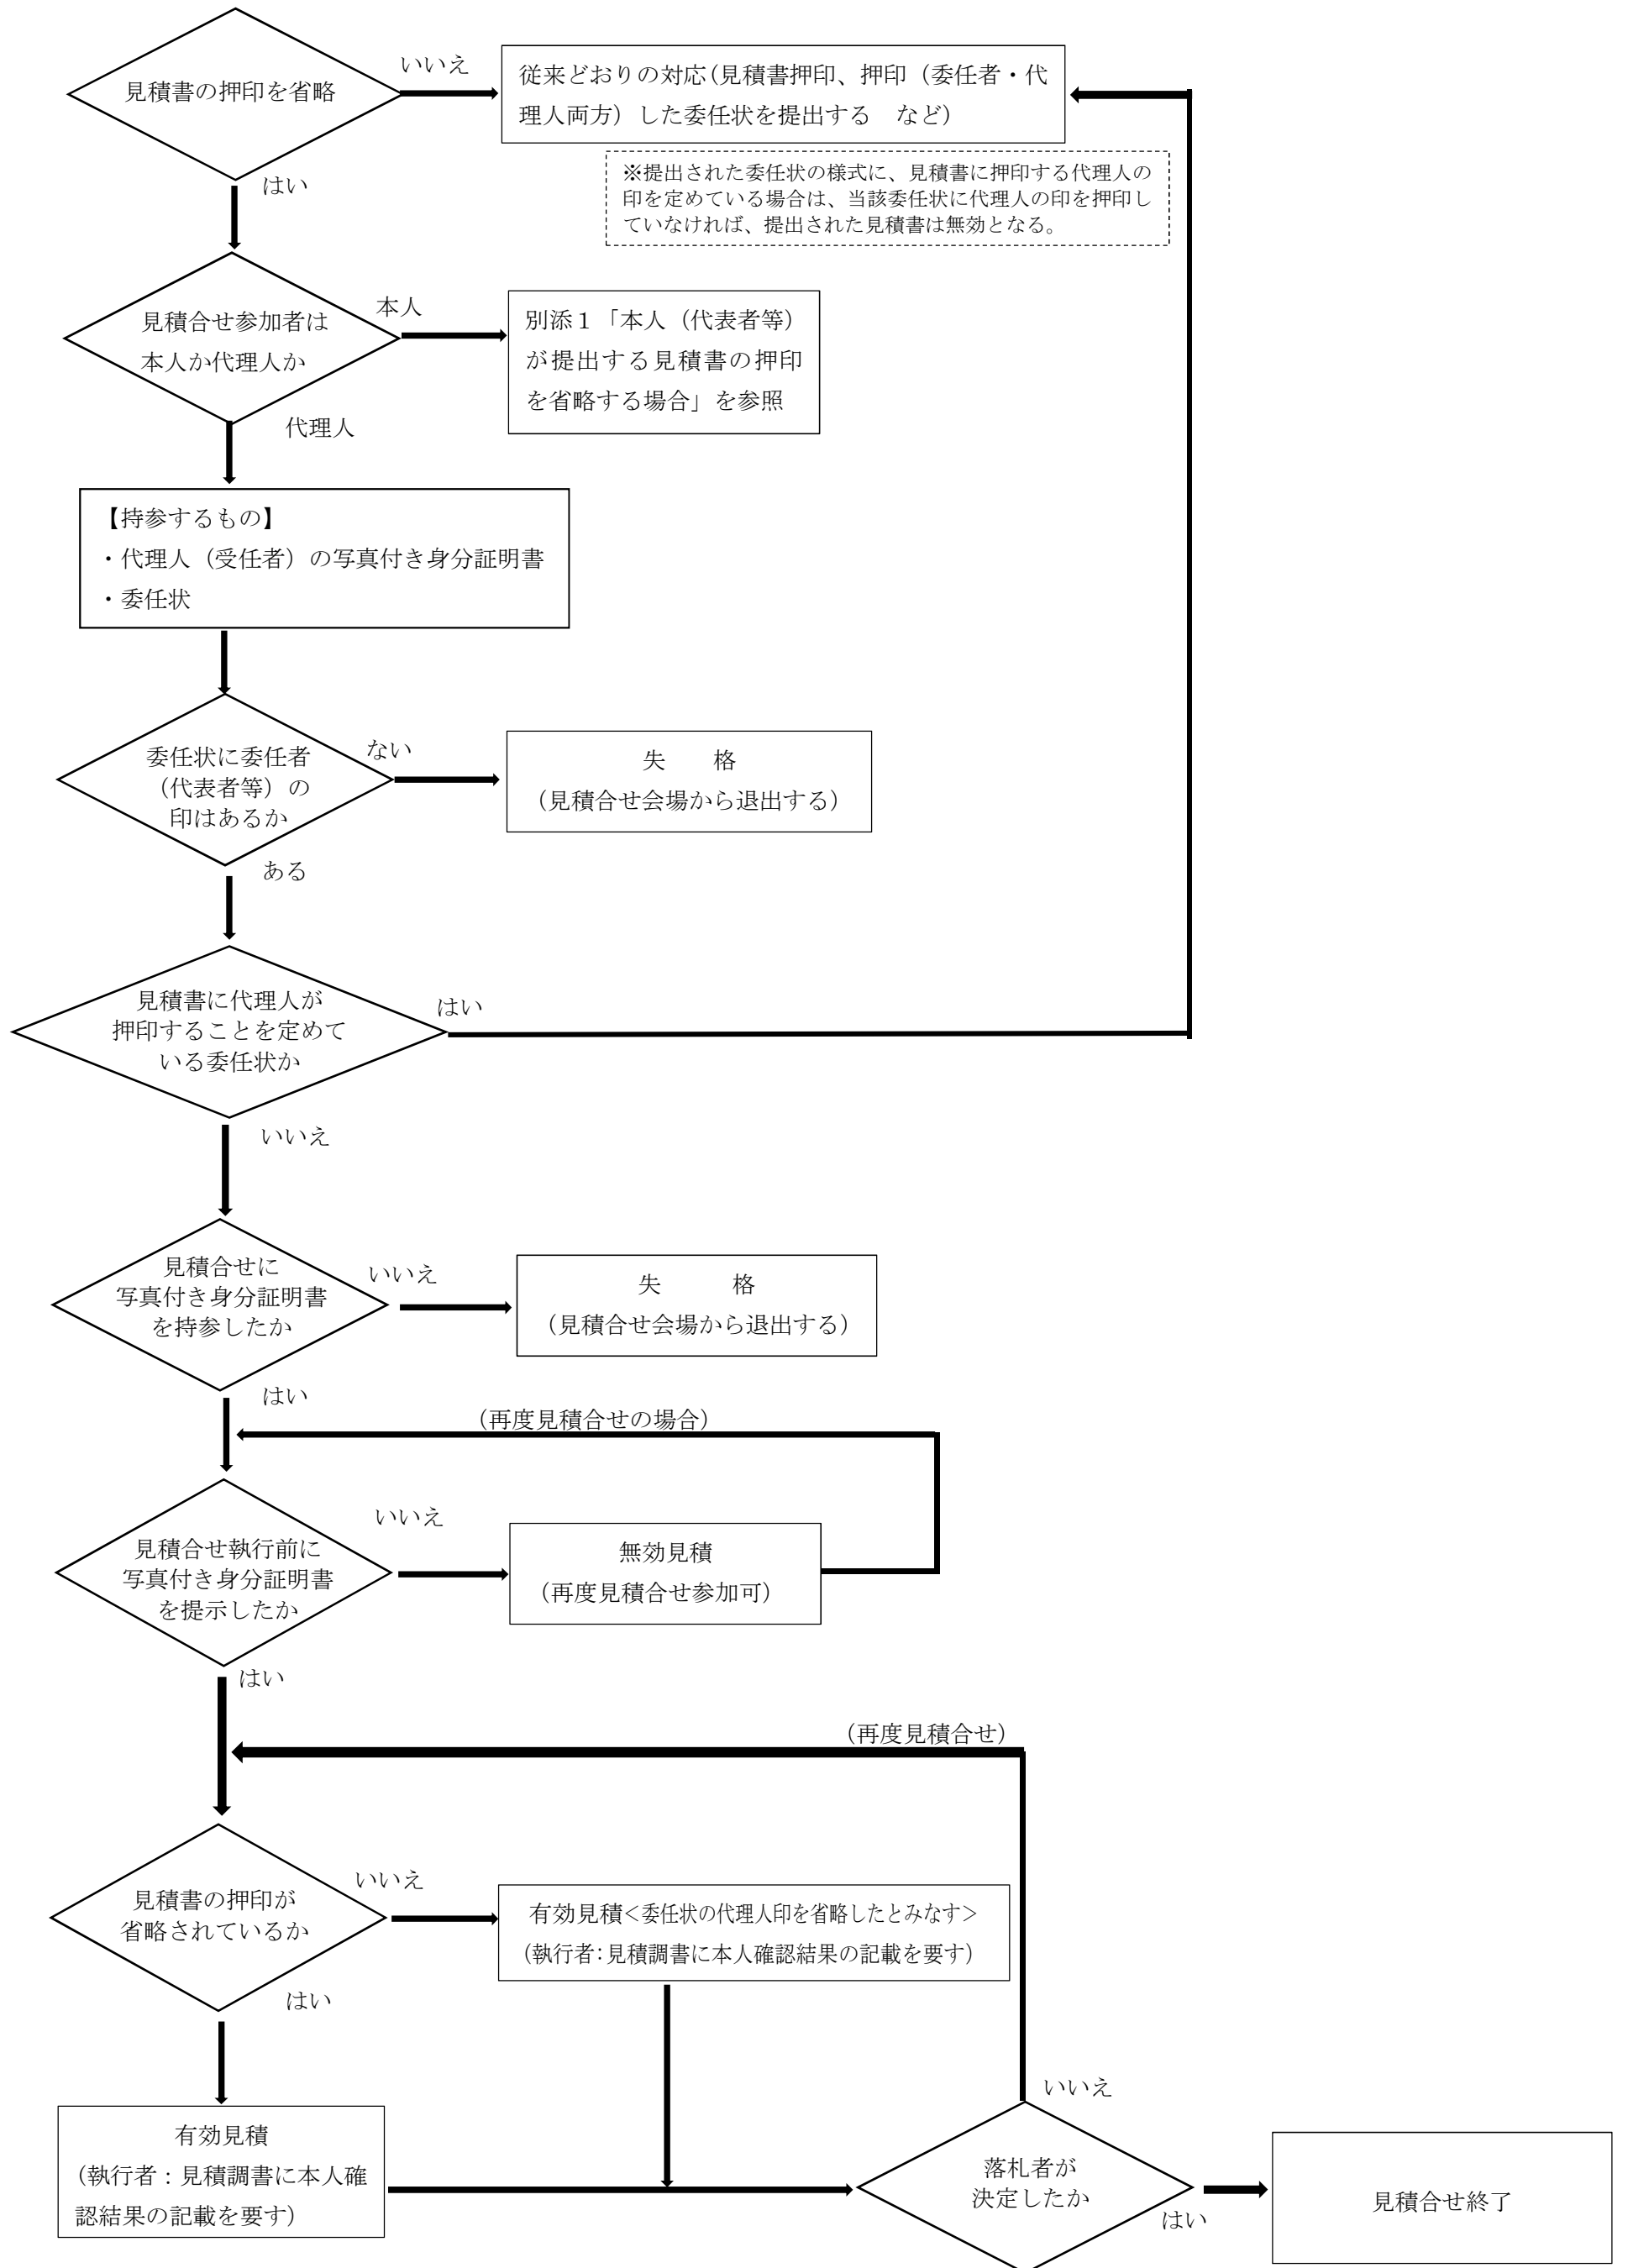 見積書の押印を省略
いいえ
従来どおりの対応(見積書押印、押印（委任者・代
理人両方）した委任状を提出する　など)
※提出された委任状の様式に、見積書に押印する代理人の
印を定めている場合は、当該委任状に代理人の印を押印し
ていなければ、提出された見積書は無効となる。
はい
見積合せ参加者は
本人か代理人か
本人
別添１「本人（代表者等）
が提出する見積書の押印
を省略する場合」を参照
代理人
【持参するもの】
・代理人（受任者）の写真付き身分証明書
・委任状
委任状に委任者
（代表者等）の
印はあるか
ない
失　　格
（見積合せ会場から退出する）
ある
見積書に代理人が
押印することを定めて
いる委任状か
はい
いいえ
見積合せに
写真付き身分証明書
を持参したか
いいえ
失　　　格
（見積合せ会場から退出する）
はい
（再度見積合せの場合）
見積合せ執行前に
写真付き身分証明書
を提示したか
いいえ
無効見積
（再度見積合せ参加可）
はい
（再度見積合せ）
見積書の押印が
省略されているか
いいえ
有効見積<委任状の代理人印を省略したとみなす>
（執行者：見積調書に本人確認結果の記載を要す）
はい
有効見積
（執行者：見積調書に本人確
認結果の記載を要す）
いいえ
落札者が
決定したか
はい
見積合せ終了